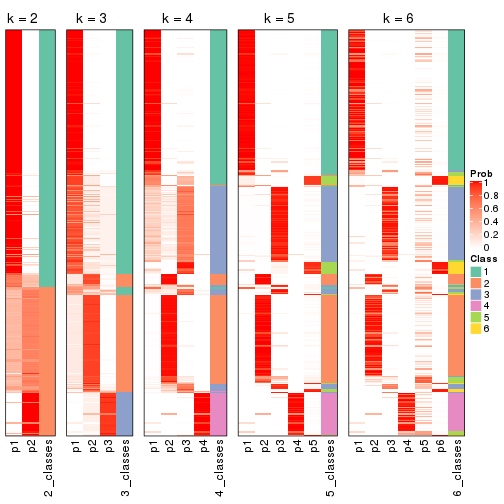 k = 2
k = 3
k = 4
k = 5
k = 6
p1
p2
2_classes
p1
p2
p3
3_classes
p1
p2
p3
p4
4_classes
p1
p2
p3
p4
p5
5_classes
p1
p2
p3
p4
p5
p6
6_classes
Prob
1
0.8
0.6
0.4
0.2
0
Class
1
2
3
4
5
6